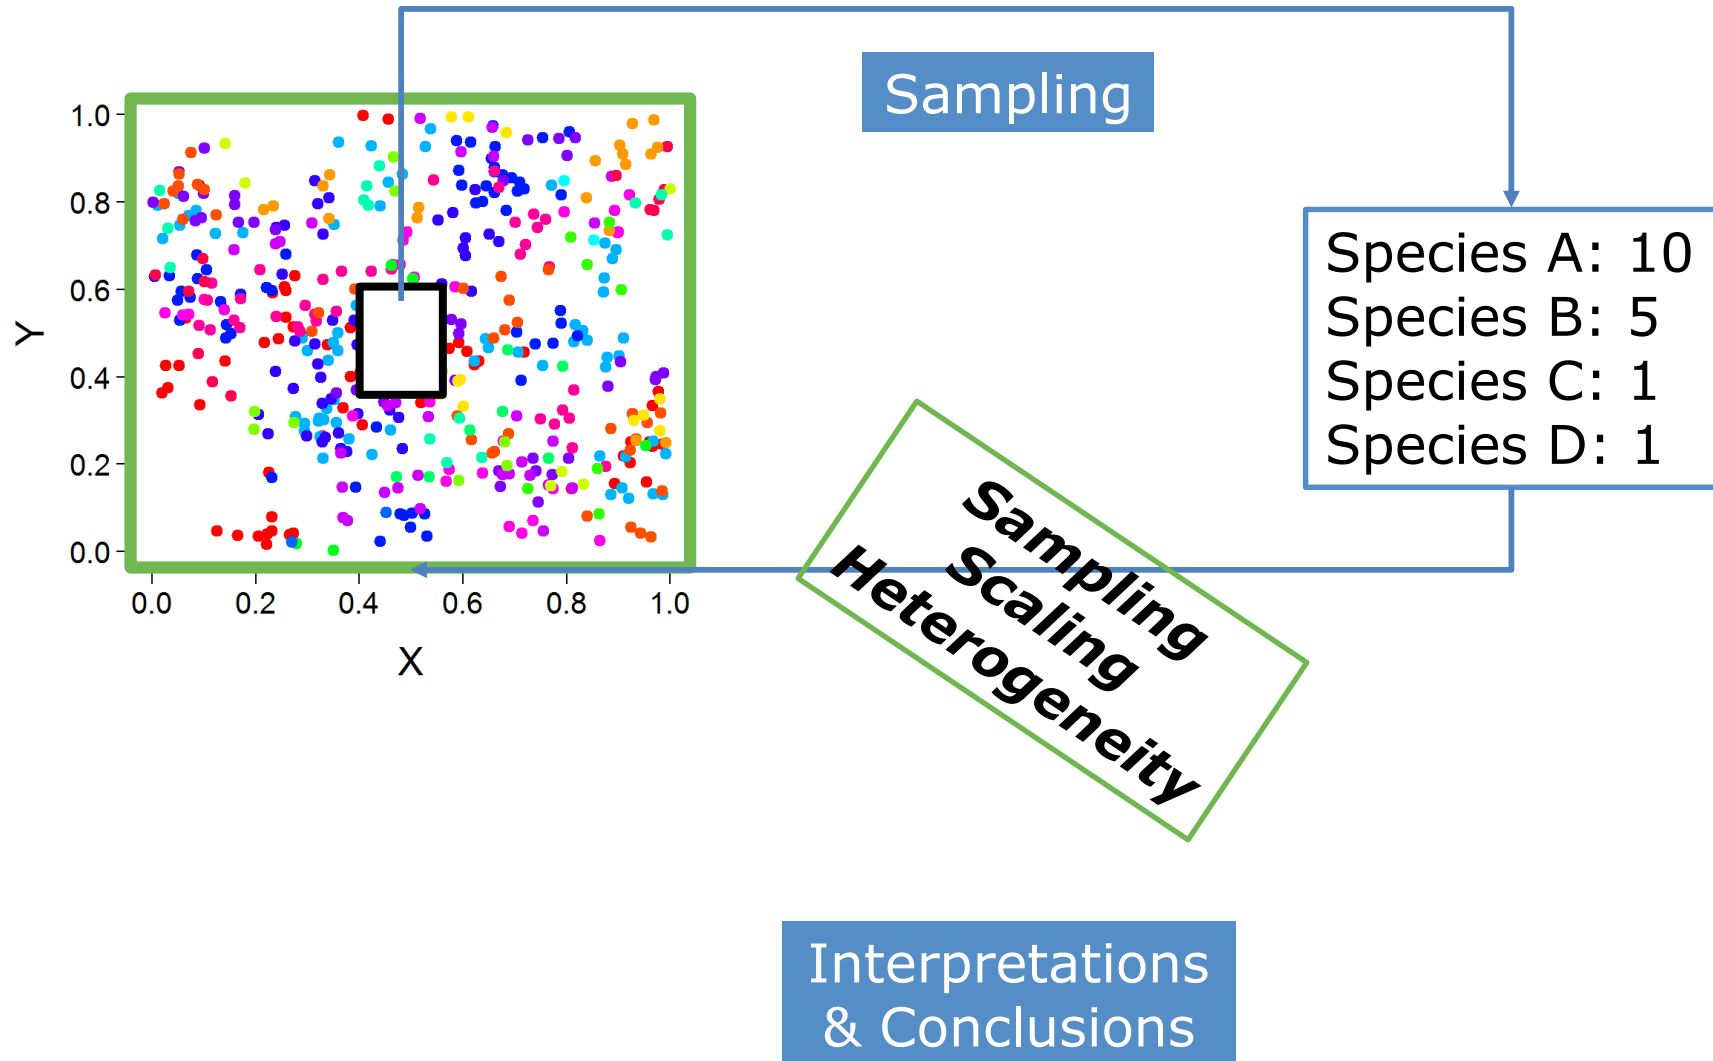 Sampling
1.0
0.8
0.6
0.4
0.2
0.0
Y
0.0 0.2 0.4 0.6 0.8 1.0
X
Species A: 10
Species B: 5
Species C: 1
Species D: 1
Sampling
Scaling
Heterogeneity
Interpretations
& Conclusions